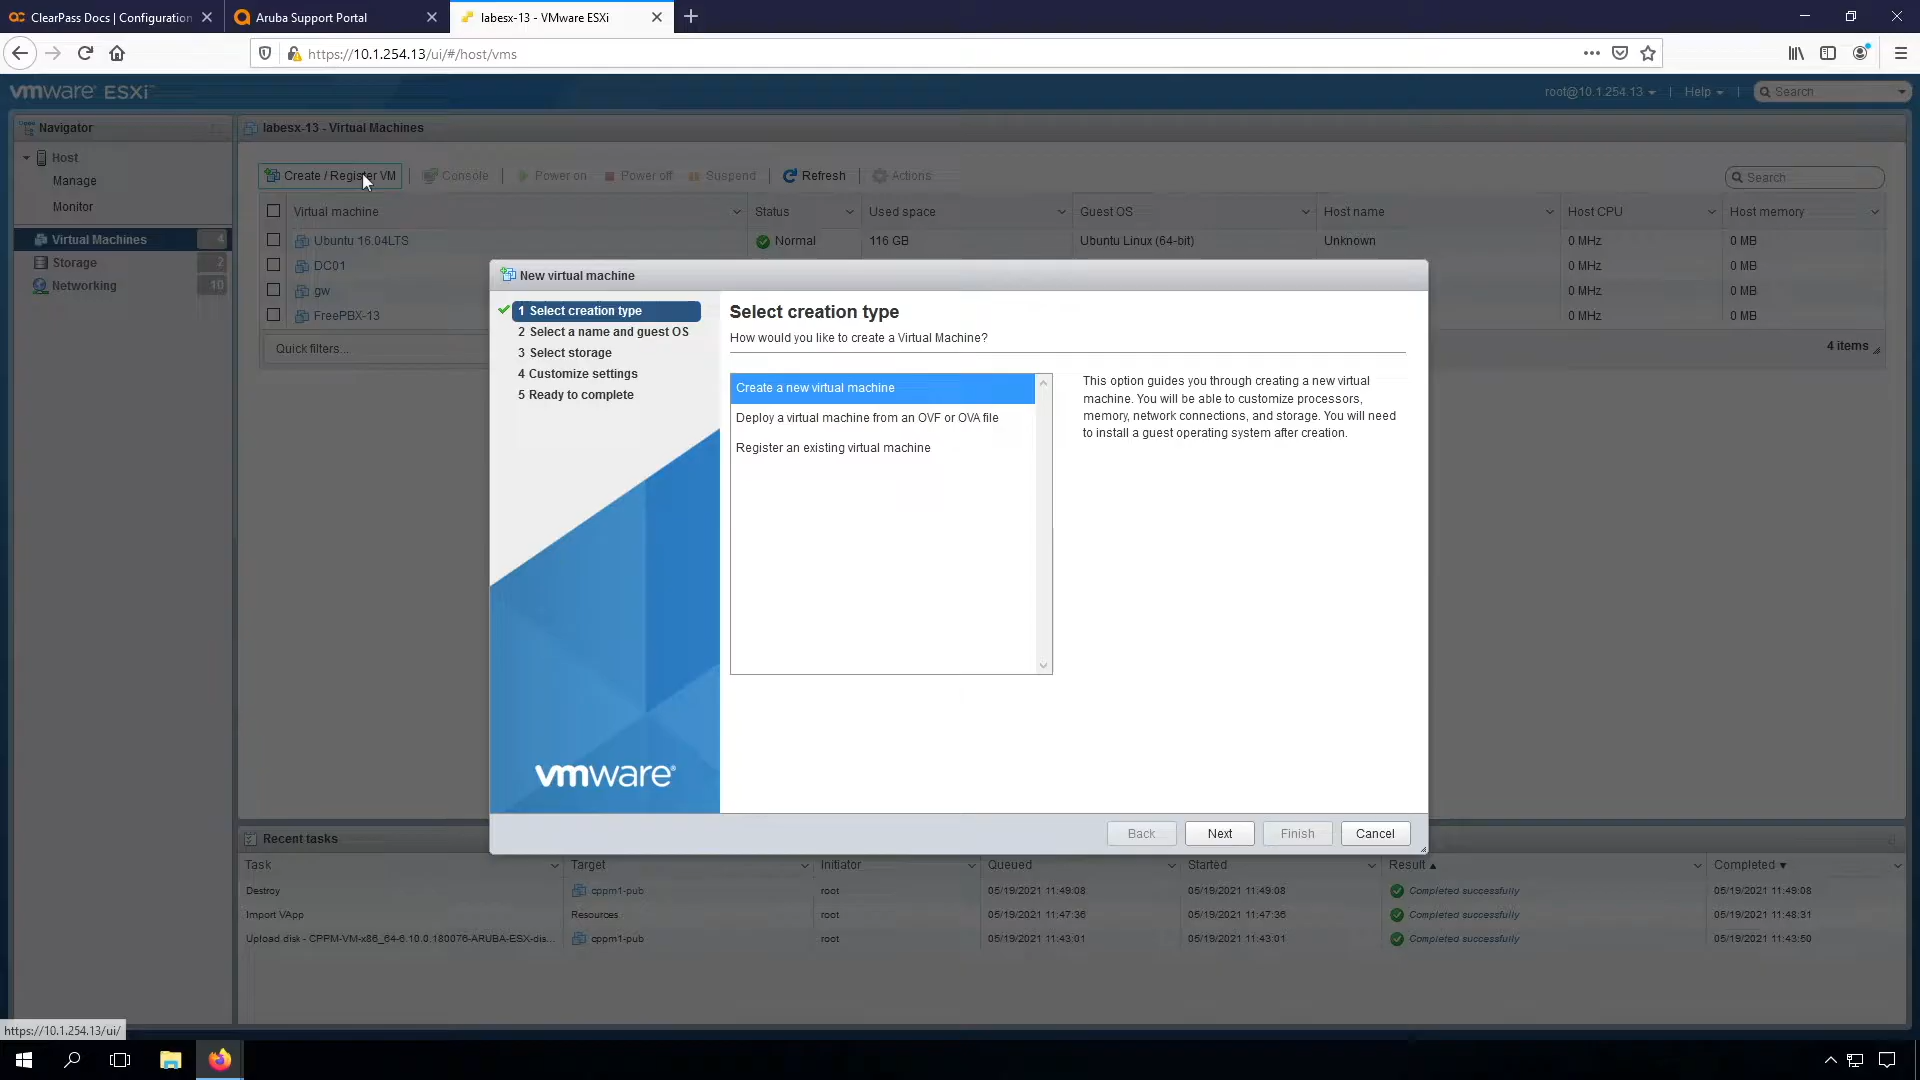 ClearPass Docs | Configuration
Aruba Support Portal
labesx-13 - VMware ESXi
https://10.1.254.13/ui/#/host/vms
vmware ESXi
root@10.1.254.13
Help
Search
Navigator
labesx-13 - Virtual Machines
Host
Manage
Monitor
Virtual Machines 4
Storage 2
Networking 10
Create / Register VM
Console
Power on
Power off
Suspend
Refresh
Actions
Search
Virtual machine Status Used space Guest OS Host name Host CPU Host memory
Ubuntu 16.04LTS Normal 116 GB Ubuntu Linux (64-bit) Unknown 0 MHz 0 MB
DC01 0 MHz 0 MB
gw 0 MHz 0 MB
FreePBX-13 0 MHz 0 MB
Quick filters...
4 items
New virtual machine
1 Select creation type
2 Select a name and guest OS
3 Select storage
4 Customize settings
5 Ready to complete
vmware
Select creation type
How would you like to create a Virtual Machine?
Create a new virtual machine
Deploy a virtual machine from an OVF or OVA file
Register an existing virtual machine
This option guides you through creating a new virtual
machine. You will be able to customize processors,
memory, network connections, and storage. You will need
to install a guest operating system after creation.
Back
Next
Finish
Cancel
Recent tasks
Task Target Initiator Queued Started Result Completed
Destroy cppm1-pub root 05/19/2021 11:49:08 05/19/2021 11:49:08 Completed successfully 05/19/2021 11:49:08
Import VApp Resources root 05/19/2021 11:47:36 05/19/2021 11:47:36 Completed successfully 05/19/2021 11:48:31
Upload disk - CPPM-VM-x86_64-6.10.0.180076-ARUBA-ESX-dis... cppm1-pub root 05/19/2021 11:43:01 05/19/2021 11:43:01 Completed successfully 05/19/2021 11:43:50
https://10.1.254.13/ui/